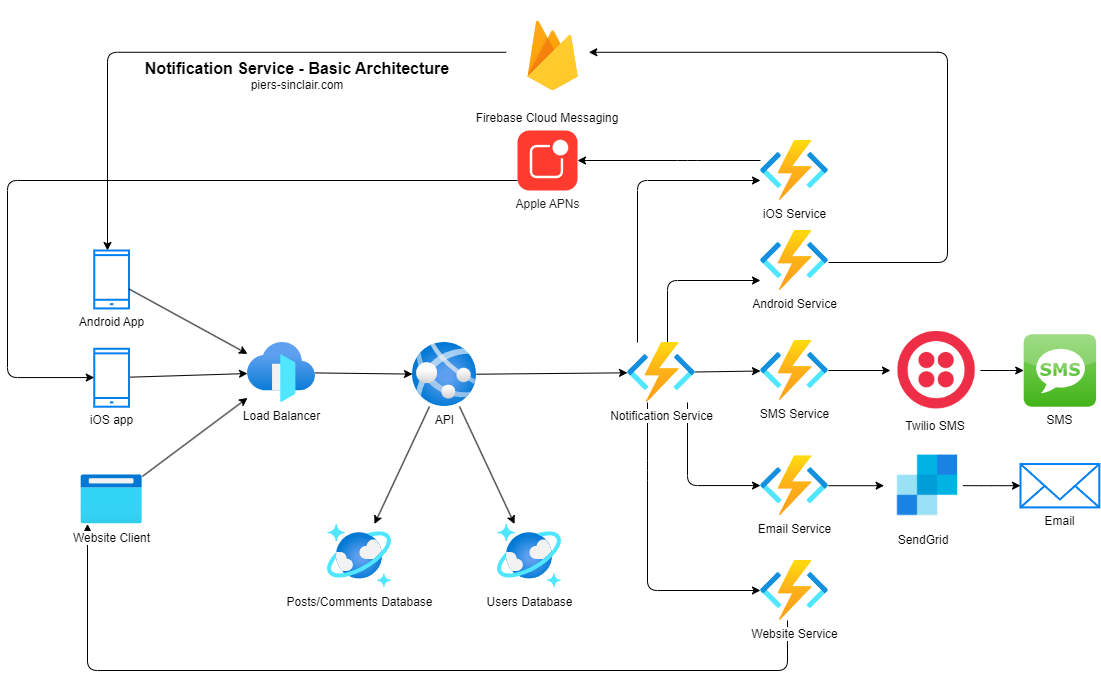 Notification Service - Basic Architecture
piers-sinclair.com
Firebase Cloud Messaging
Apple APNs
iOS Service
Android Service
Android App
iOS app
Load Balancer
API
Notification Service
SMS Service
Twilio SMS
SMS
SMS
Website Client
Email Service
SendGrid
Email
Posts/Comments Database
Users Database
Website Service